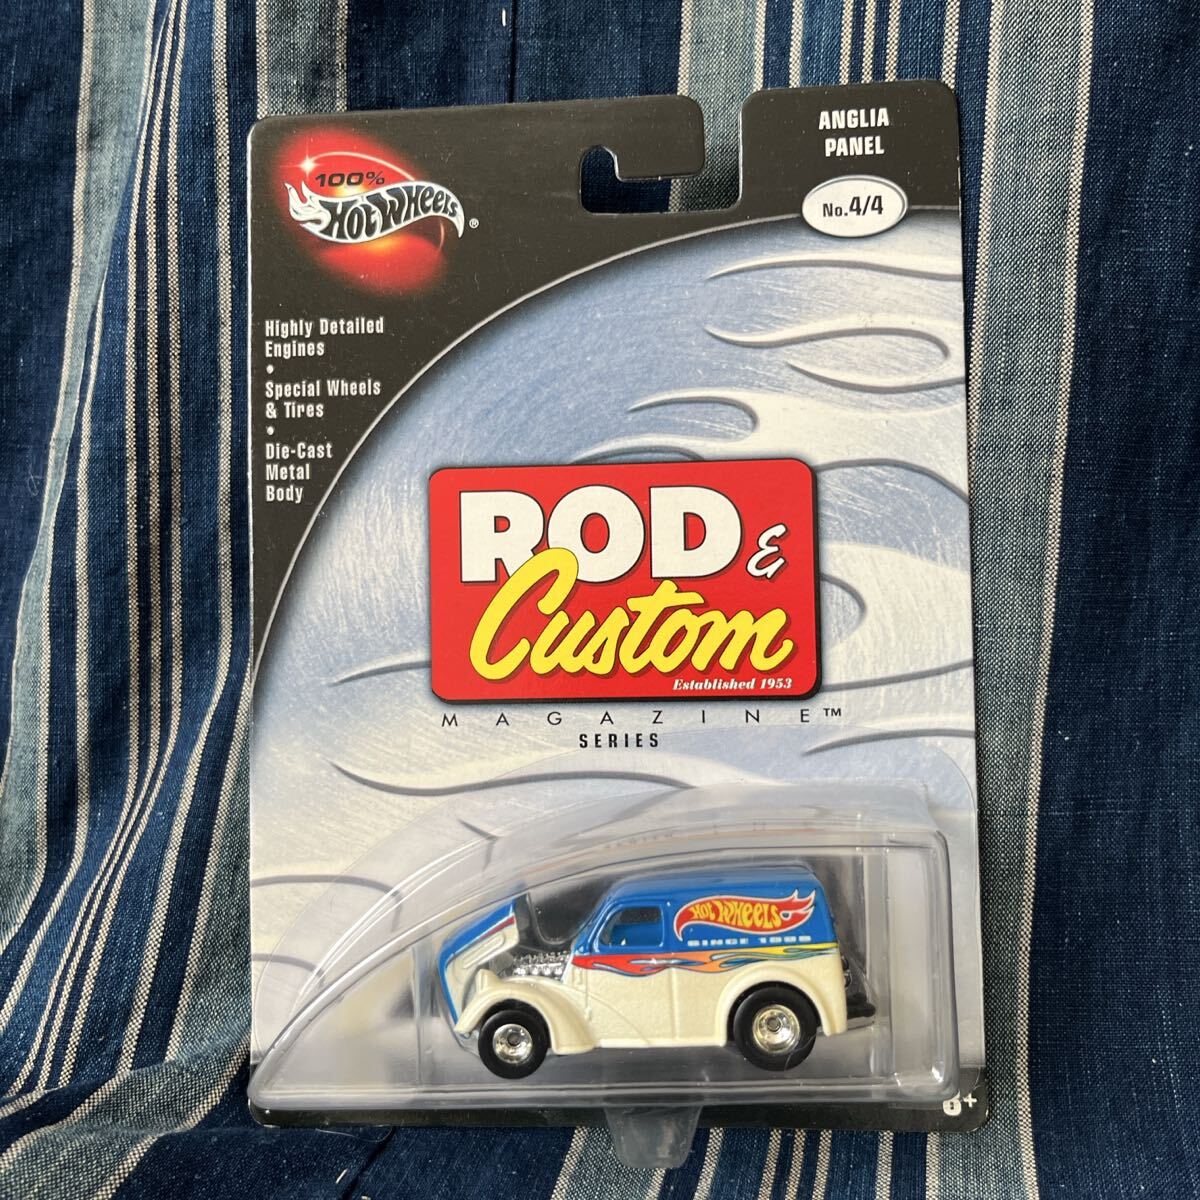 100%
HOT WHEELS®
ANGLIA
PANEL
No.4/4
Highly Detailed
Engines
•
Special Wheels
& Tires
•
Die-Cast
Metal
Body
ROD &
Custom
Established 1953
MAGAZINE™
SERIES
HOT WHEELS
SINCE 1968